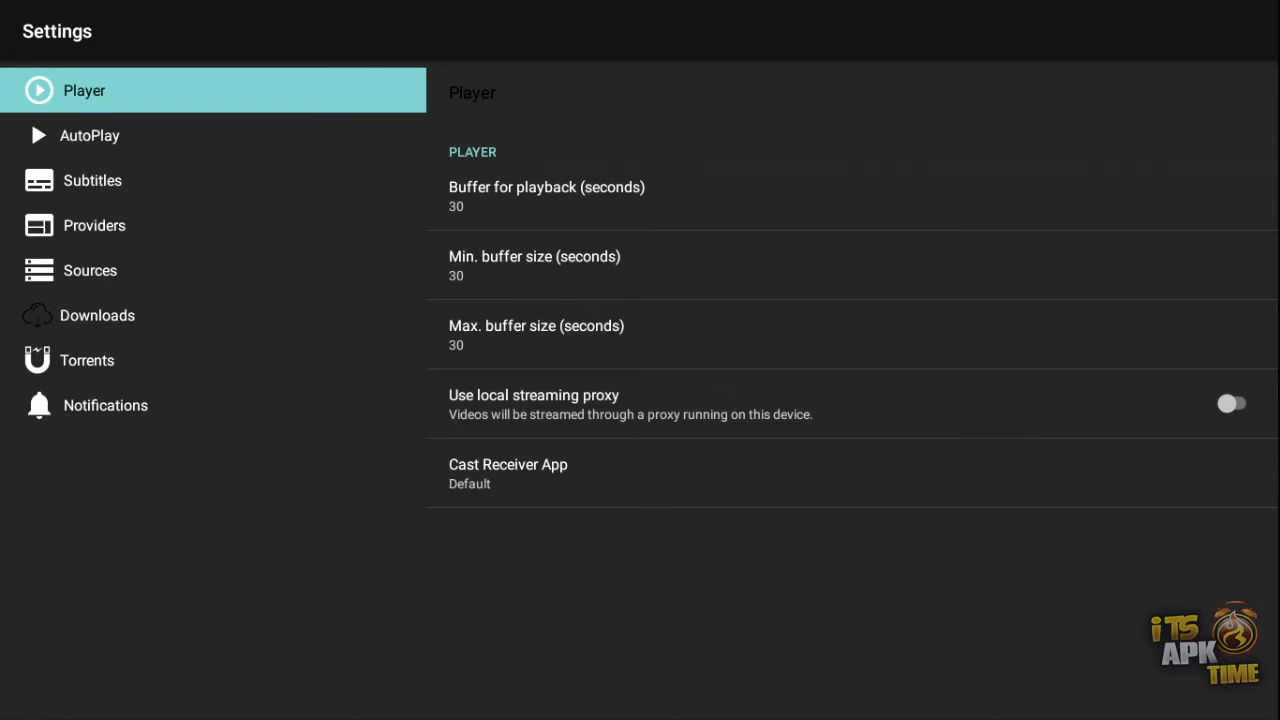 Settings
Player
AutoPlay
Subtitles
Providers
Sources
Downloads
Torrents
Notifications
Player
PLAYER
Buffer for playback (seconds)
30
Min. buffer size (seconds)
30
Max. buffer size (seconds)
30
Use local streaming proxy
Videos will be streamed through a proxy running on this device.
Cast Receiver App
Default
iTS
APK
TIME